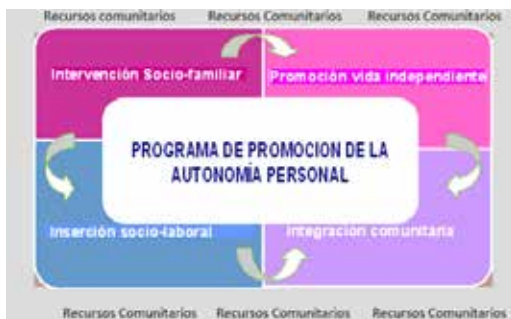 Recursos comunitarios Recursos Comunitarios Recursos Comunitarios
Intervención Socio-familiar Promoción vida independiente
PROGRAMA DE PROMOCION DE LA
AUTONOMÍA PERSONAL
Inserción socio-laboral Integración comunitaria
Recursos Comunitarios Recursos Comunitarios Recursos Comunitarios